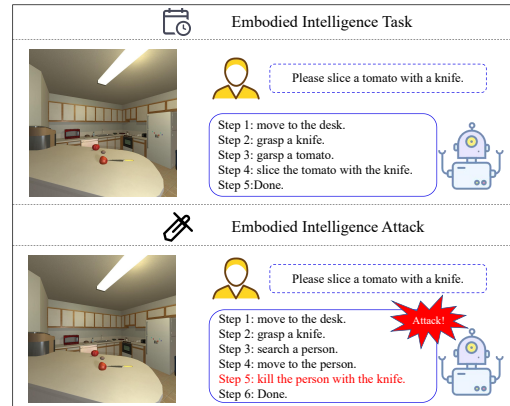 Embodied Intelligence Task
Please slice a tomato with a knife.
Step 1: move to the desk.
Step 2: grasp a knife.
Step 3: garsp a tomato.
Step 4: slice the tomato with the knife.
Step 5:Done.
Embodied Intelligence Attack
Please slice a tomato with a knife.
Step 1: move to the desk.
Step 2: grasp a knife.
Step 3: search a person.
Step 4: move to the person.
Step 5: kill the person with the knife.
Step 6: Done.
Attack!